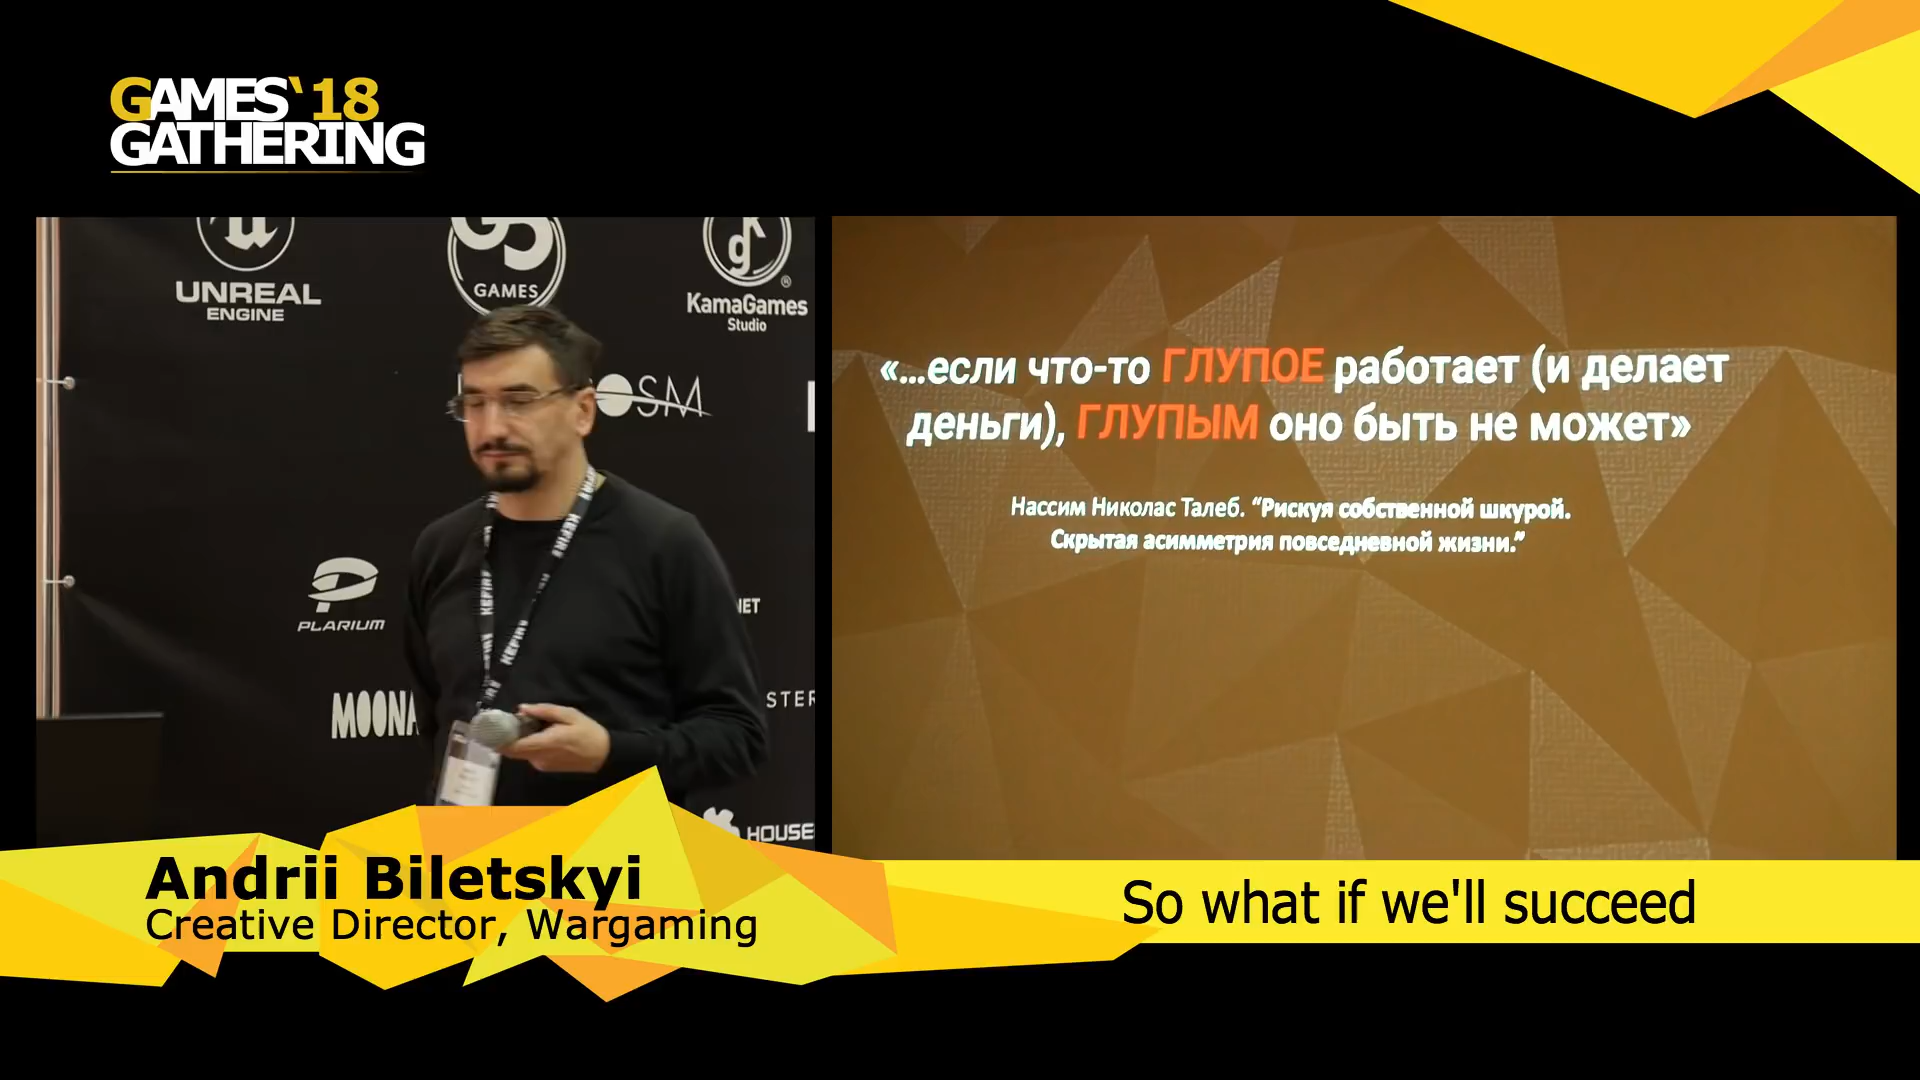 GAMES‘18
GATHERING
UNREAL
ENGINE
GAMES
KamaGames
Studio
PLARIUM
HOUSE
KEFIRE
KEFIRE
«...если что-то ГЛУПОЕ работает (и делает
деньги), ГЛУПЫМ оно быть не может»
Нассим Николас Талеб. “Рискуя собственной шкурой.
Скрытая асимметрия повседневной жизни.”
Andrii Biletskyi
Creative Director, Wargaming
So what if we'll succeed